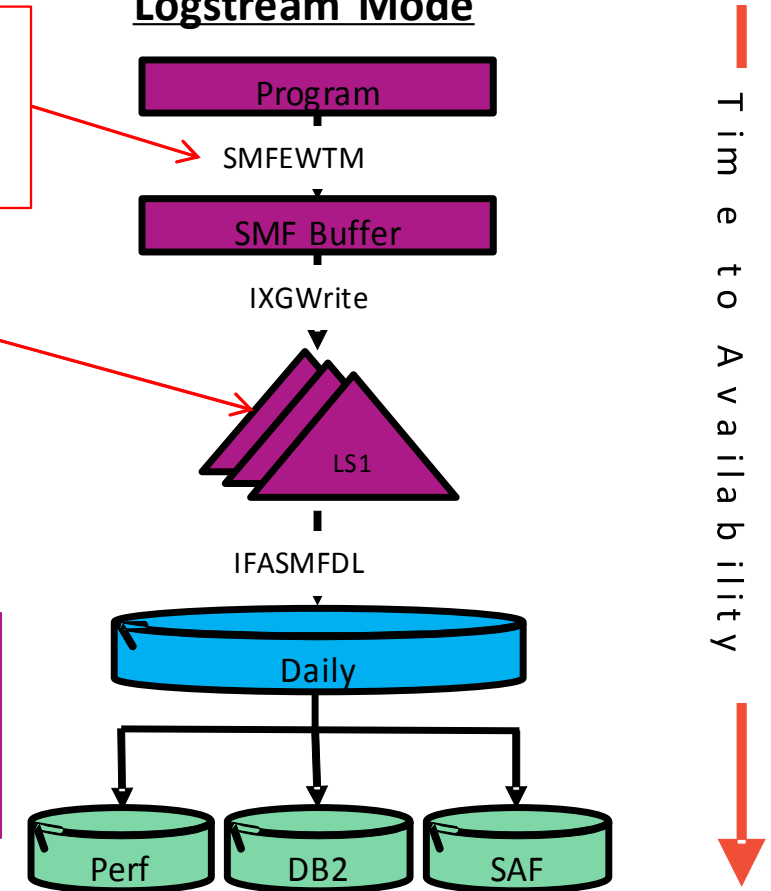 Logstream Mode
Program
SMFEWTM
SMF Buffer
IXGWrite
LS1
IFASMFDL
Daily
Perf DB2 SAF
Time to Availability